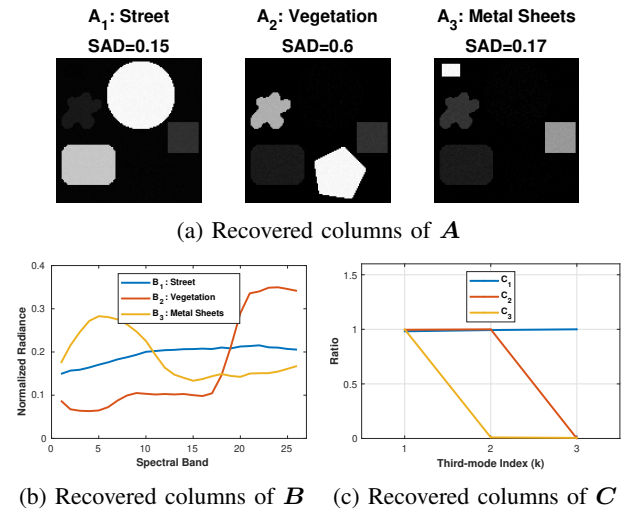 A1: Street
SAD=0.15
A2: Vegetation
SAD=0.6
A3: Metal Sheets
SAD=0.17
(a) Recovered columns of A
0.4
0.3
0.2
0.1
0
0 5 10 15 20 25
Normalized Radiance
Spectral Band
B1: Street
B2: Vegetation
B3: Metal Sheets
(b) Recovered columns of B
1.5
1
0.5
0
1 2 3
Ratio
Third-mode Index (k)
C1
C2
C3
(c) Recovered columns of C